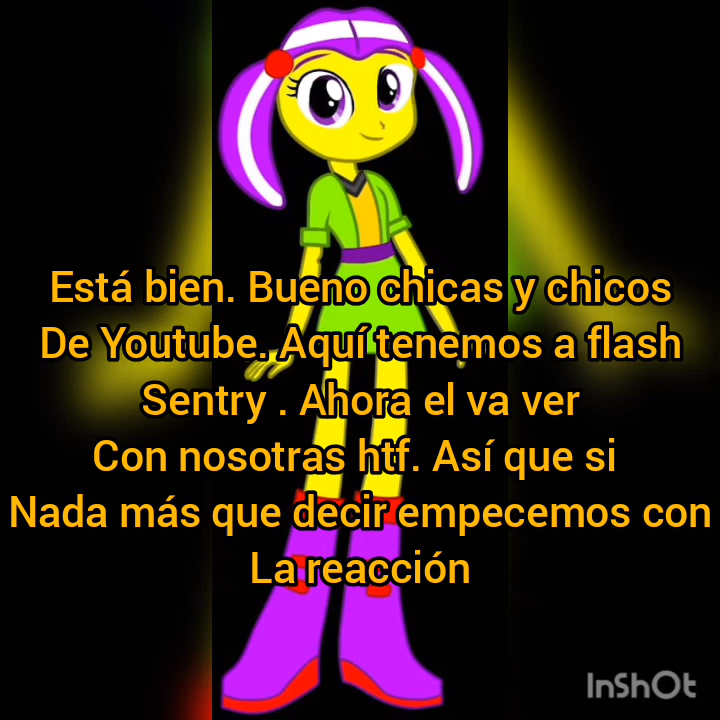 Está bien. Bueno chicas y chicos
De Youtube. Aquí tenemos a flash
Sentry . Ahora el va ver
Con nosotras htf. Así que si
Nada más que decir empecemos con
La reacción
InShOt